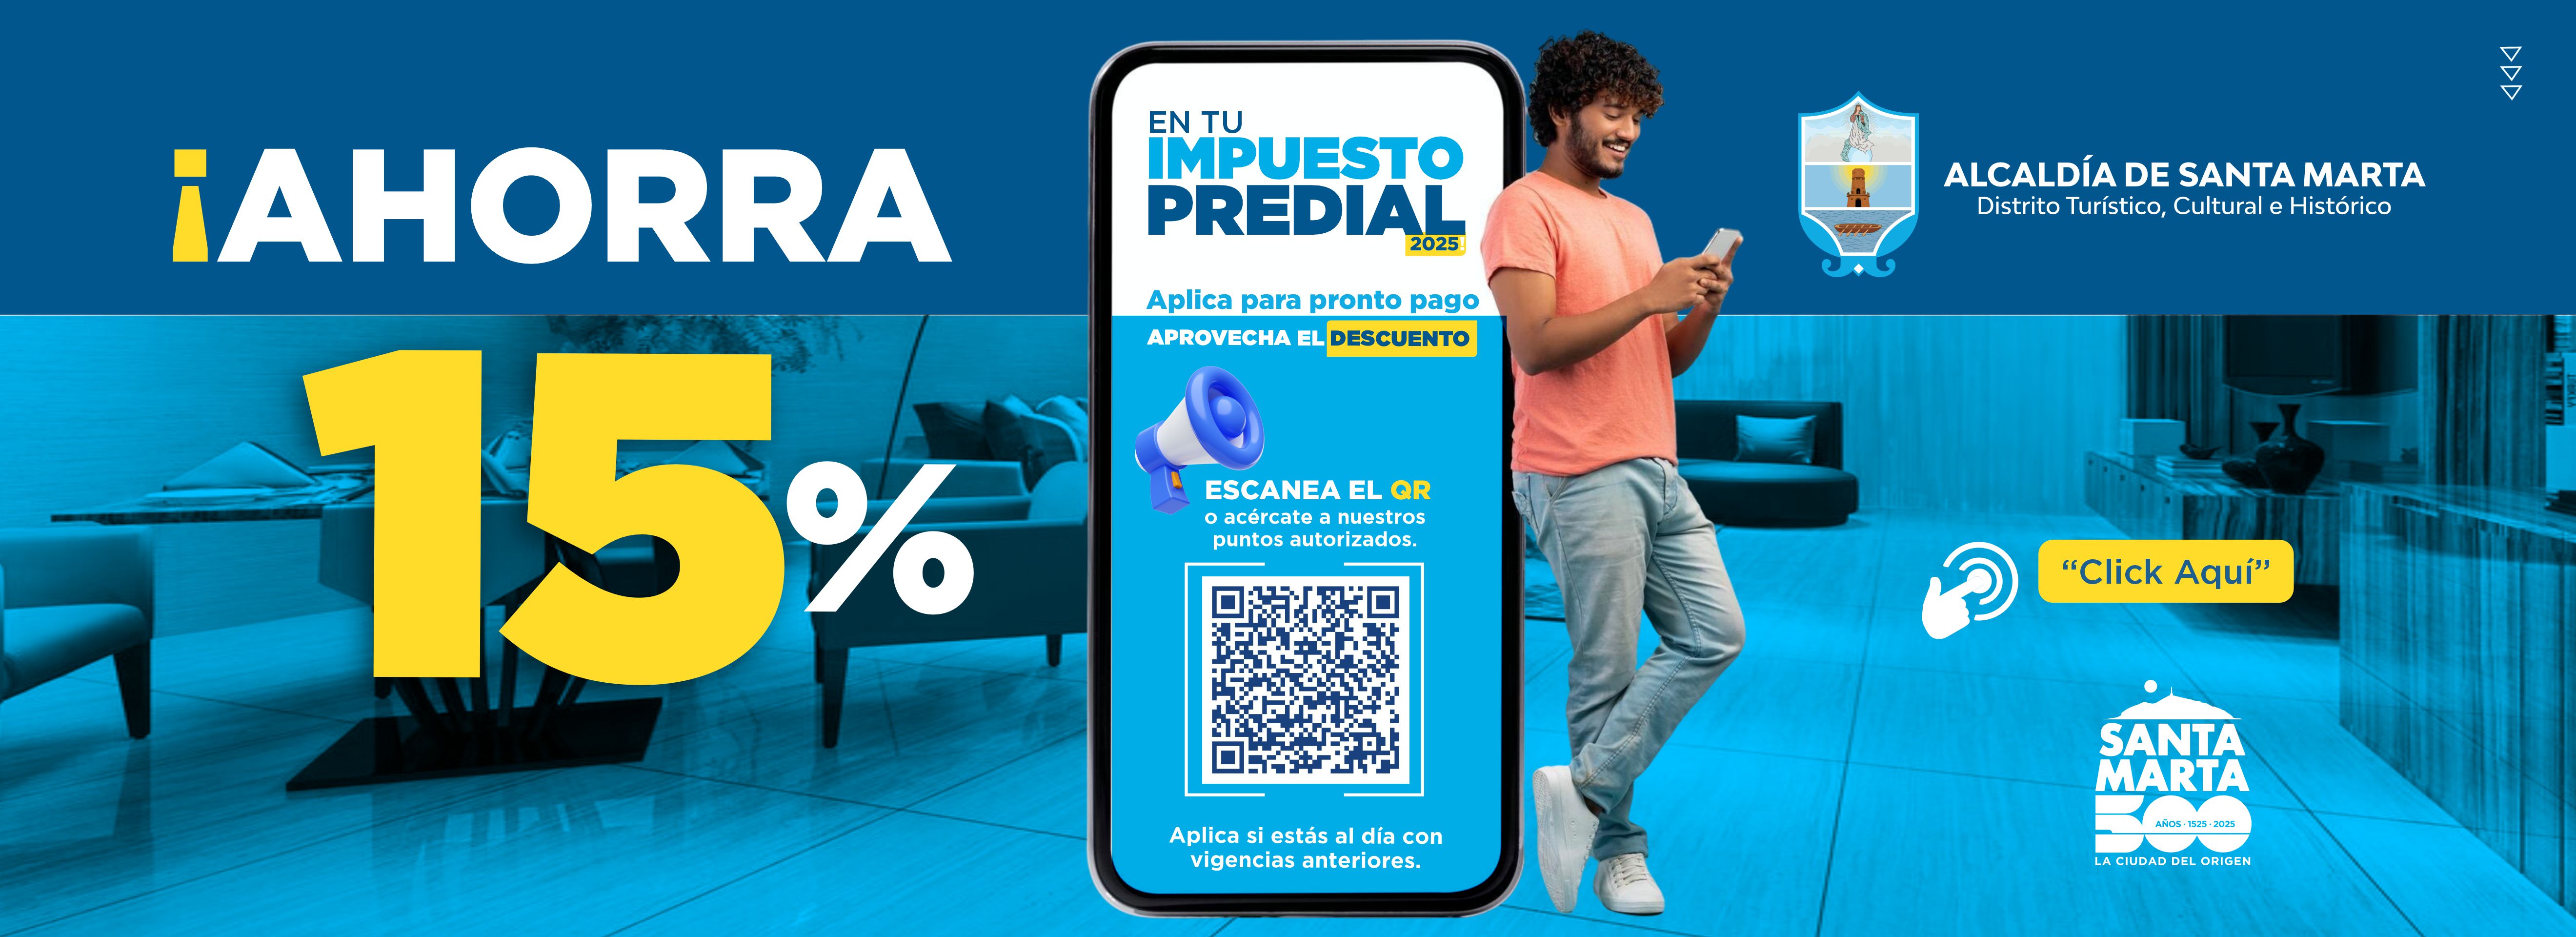 ¡AHORRA
15%
EN TU
IMPUESTO
PREDIAL
2025!
Aplica para pronto pago
APROVECHA EL DESCUENTO
ESCANEA EL QR
o acércate a nuestros
puntos autorizados.
Aplica si estás al día con
vigencias anteriores.
ALCALDÍA DE SANTA MARTA
Distrito Turístico, Cultural e Histórico
“Click Aquí”
SANTA
MARTA
500
AÑOS · 1525 · 2025
LA CIUDAD DEL ORIGEN